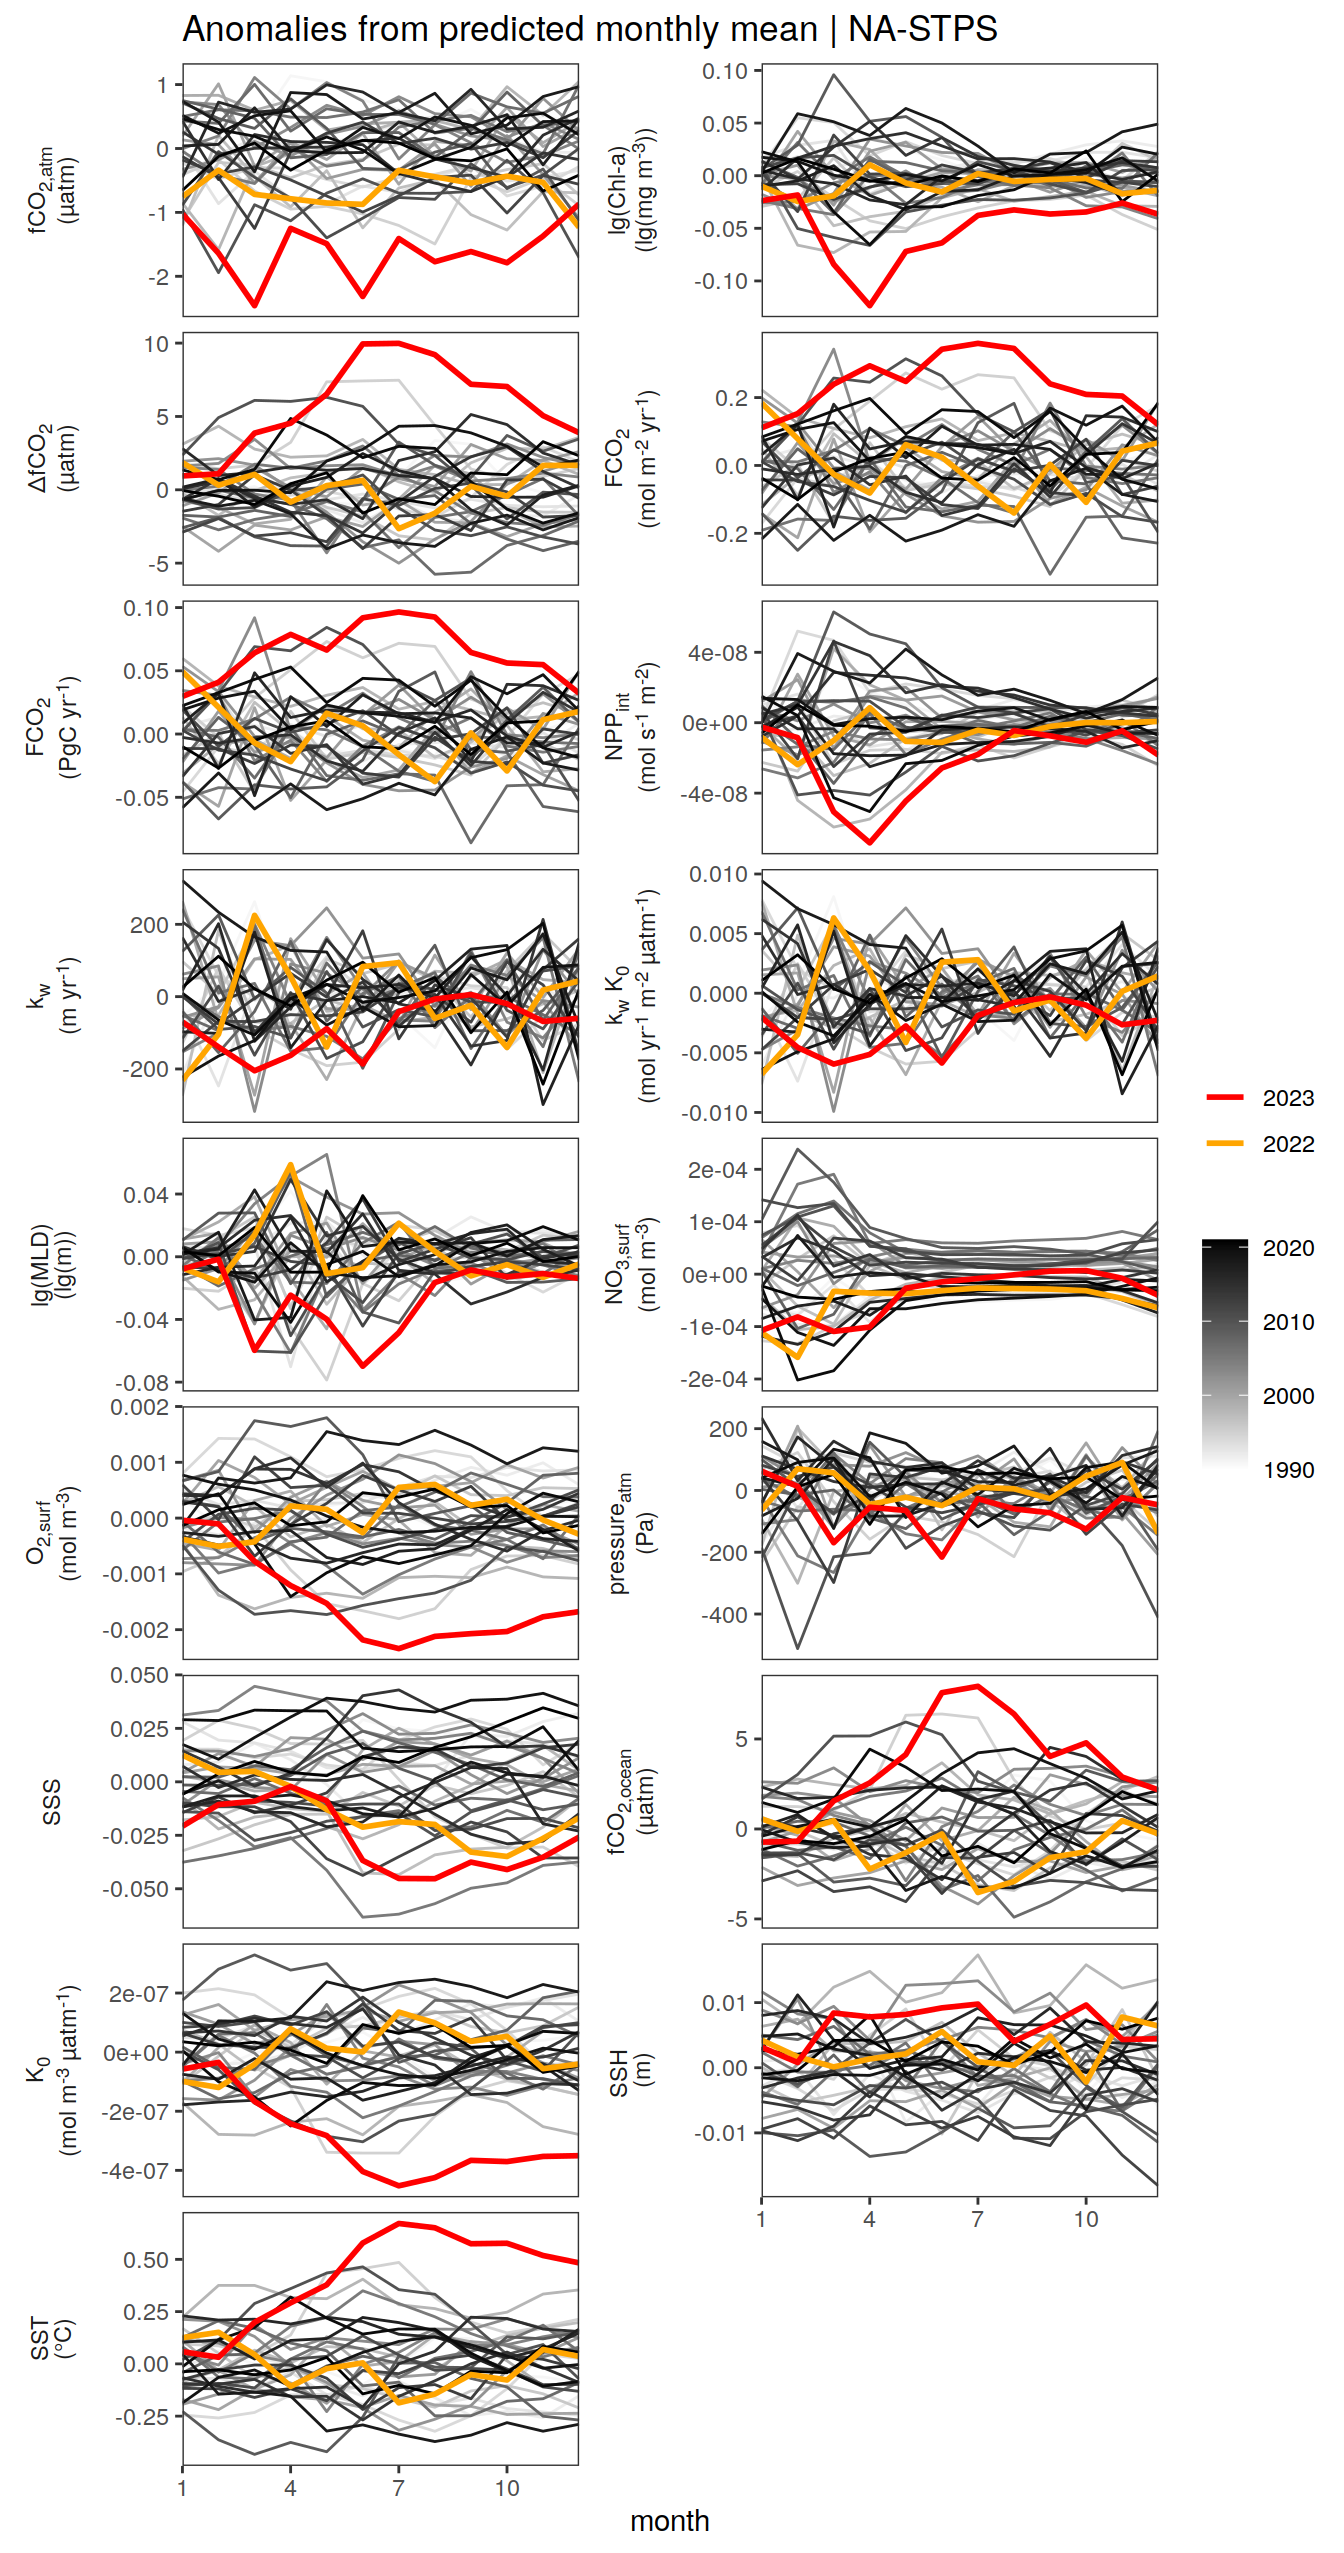 Anomalies from predicted monthly mean | NA-STPS
fCO2,atm
(µatm)
1
0
-1
-2
lg(Chl-a)
(lg(mg m-3))
0.10
0.05
0.00
-0.05
-0.10
ΔfCO2
(µatm)
10
5
0
-5
FCO2
(mol m-2 yr-1)
0.2
0.0
-0.2
FCO2
(PgC yr-1)
0.10
0.05
0.00
-0.05
NPPint
(mol s-1 m-2)
4e-08
0e+00
-4e-08
kw
(m yr-1)
200
0
-200
kw K0
(mol yr-1 m-2 µatm-1)
0.010
0.005
0.000
-0.005
-0.010
lg(MLD)
(lg(m))
0.04
0.00
-0.04
-0.08
NO3,surf
(mol m-3)
2e-04
1e-04
0e+00
-1e-04
-2e-04
O2,surf
(mol m-3)
0.002
0.001
0.000
-0.001
-0.002
pressureatm
(Pa)
200
0
-200
-400
SSS
0.050
0.025
0.000
-0.025
-0.050
fCO2,ocean
(µatm)
5
0
-5
K0
(mol m-3 µatm-1)
2e-07
0e+00
-2e-07
-4e-07
SSH
(m)
0.01
0.00
-0.01
1 4 7 10
SST
(°C)
0.50
0.25
0.00
-0.25
1 4 7 10
month
2023
2022
2020
2010
2000
1990